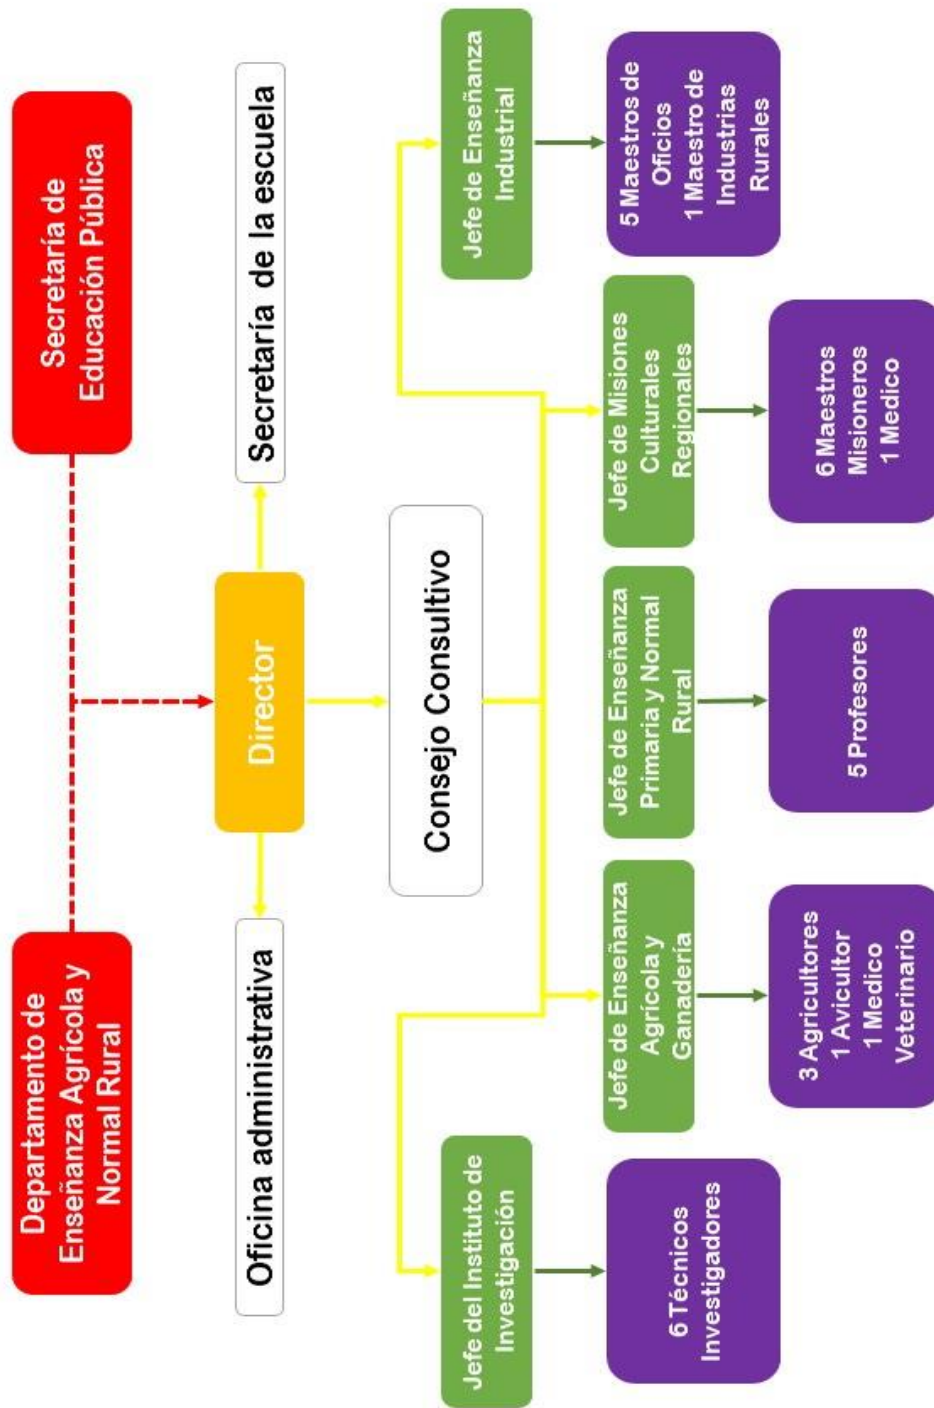 Departamento de
Enseñanza Agrícola y
Normal Rural
Secretaría de
Educación Pública
Oficina administrativa
Director
Secretaría de la escuela
Consejo Consultivo
Jefe del Instituto de
Investigación
Jefe de Enseñanza
Agrícola y
Ganadería
Jefe de Enseñanza
Primaria y Normal
Rural
Jefe de Misiones
Culturales
Regionales
Jefe de Enseñanza
Industrial
6 Técnicos
Investigadores
3 Agricultores
1 Avicultor
1 Medico
Veterinario
5 Profesores
6 Maestros
Misioneros
1 Medico
5 Maestros de
Oficios
1 Maestro de
Industrias
Rurales